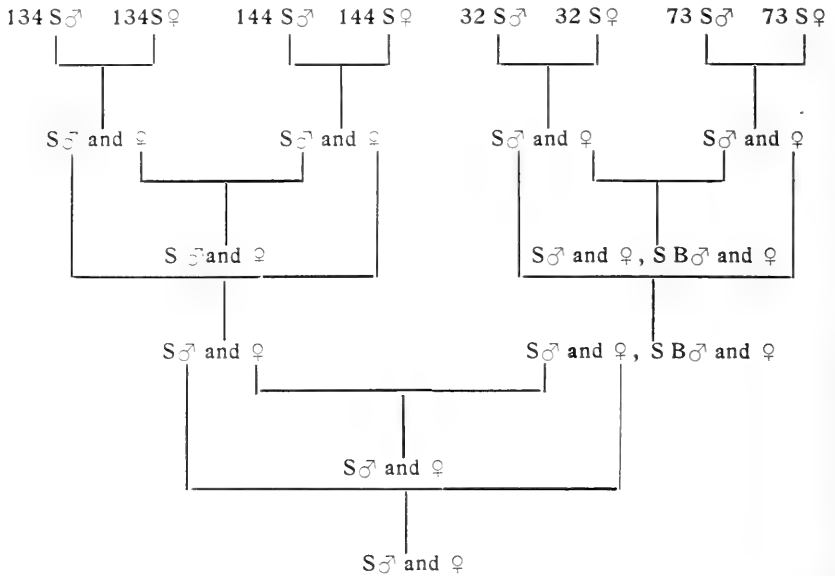 134 S♂ 134S♀ 144 S♂ 144 S♀ 32 S♂ 32 S♀ 73 S♂ 73 S♀
S♂ and ♀ S♂ and ♀ S♂ and ♀ S♂ and ♀
S ♂ and ♀ S♂ and ♀, S B♂ and ♀
S♂ and ♀ S♂ and ♀, S B♂ and ♀
S♂ and ♀
S♂ and ♀